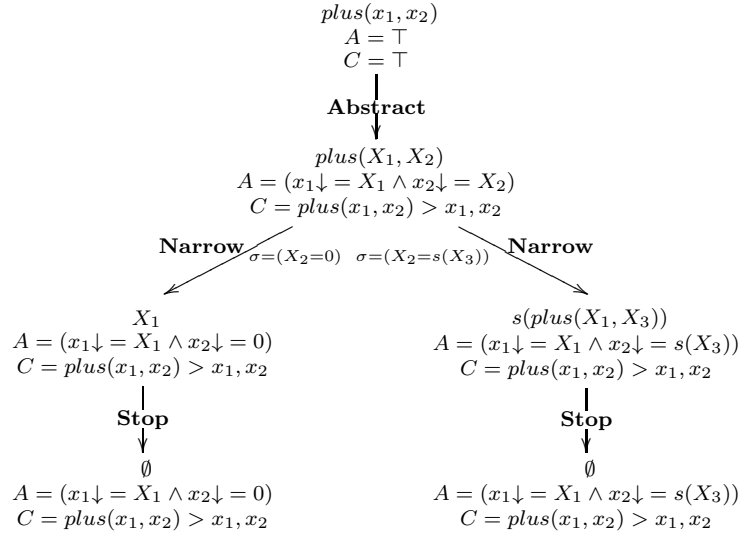 plus(x₁, x₂)
A = ⊤
C = ⊤
Abstract
plus(X₁, X₂)
A = (x₁↓ = X₁ ∧ x₂↓ = X₂)
C = plus(x₁, x₂) > x₁, x₂
Narrow σ=(X₂=0) σ=(X₂=s(X₃)) Narrow
X₁ s(plus(X₁, X₃))
A = (x₁↓ = X₁ ∧ x₂↓ = 0) A = (x₁↓ = X₁ ∧ x₂↓ = s(X₃))
C = plus(x₁, x₂) > x₁, x₂ C = plus(x₁, x₂) > x₁, x₂
Stop Stop
∅ ∅
A = (x₁↓ = X₁ ∧ x₂↓ = 0) A = (x₁↓ = X₁ ∧ x₂↓ = s(X₃))
C = plus(x₁, x₂) > x₁, x₂ C = plus(x₁, x₂) > x₁, x₂